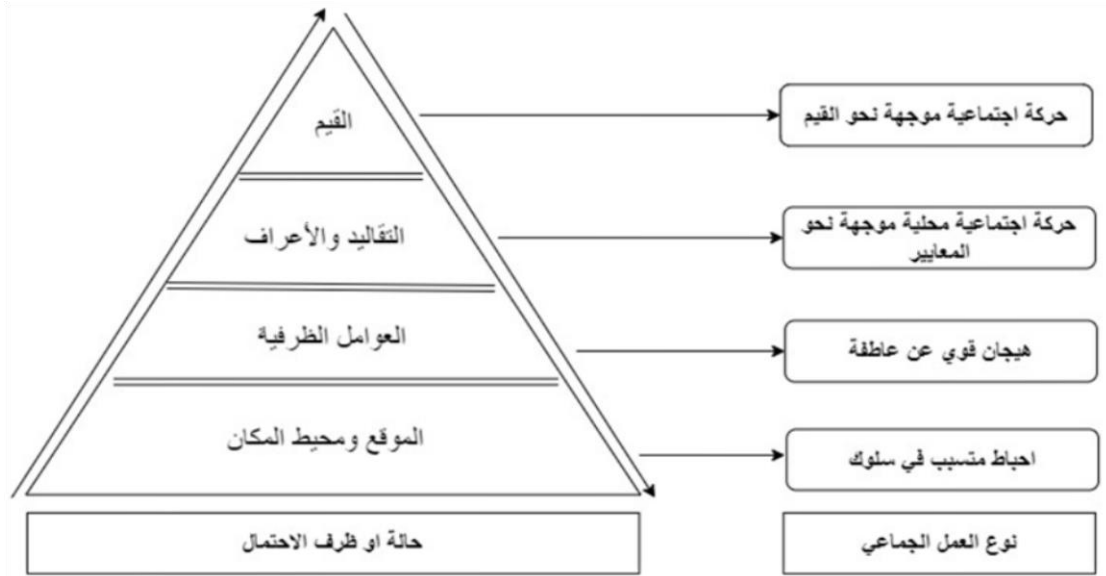 القيم
حركة اجتماعية موجهة نحو القيم
التقاليد والأعراف
حركة اجتماعية محلية موجهة نحو
المعايير
العوامل الظرفية
هيجان قوي عن عاطفة
الموقع ومحيط المكان
احباط متسبب في سلوك
حالة او ظرف الاحتمال
نوع العمل الجماعي